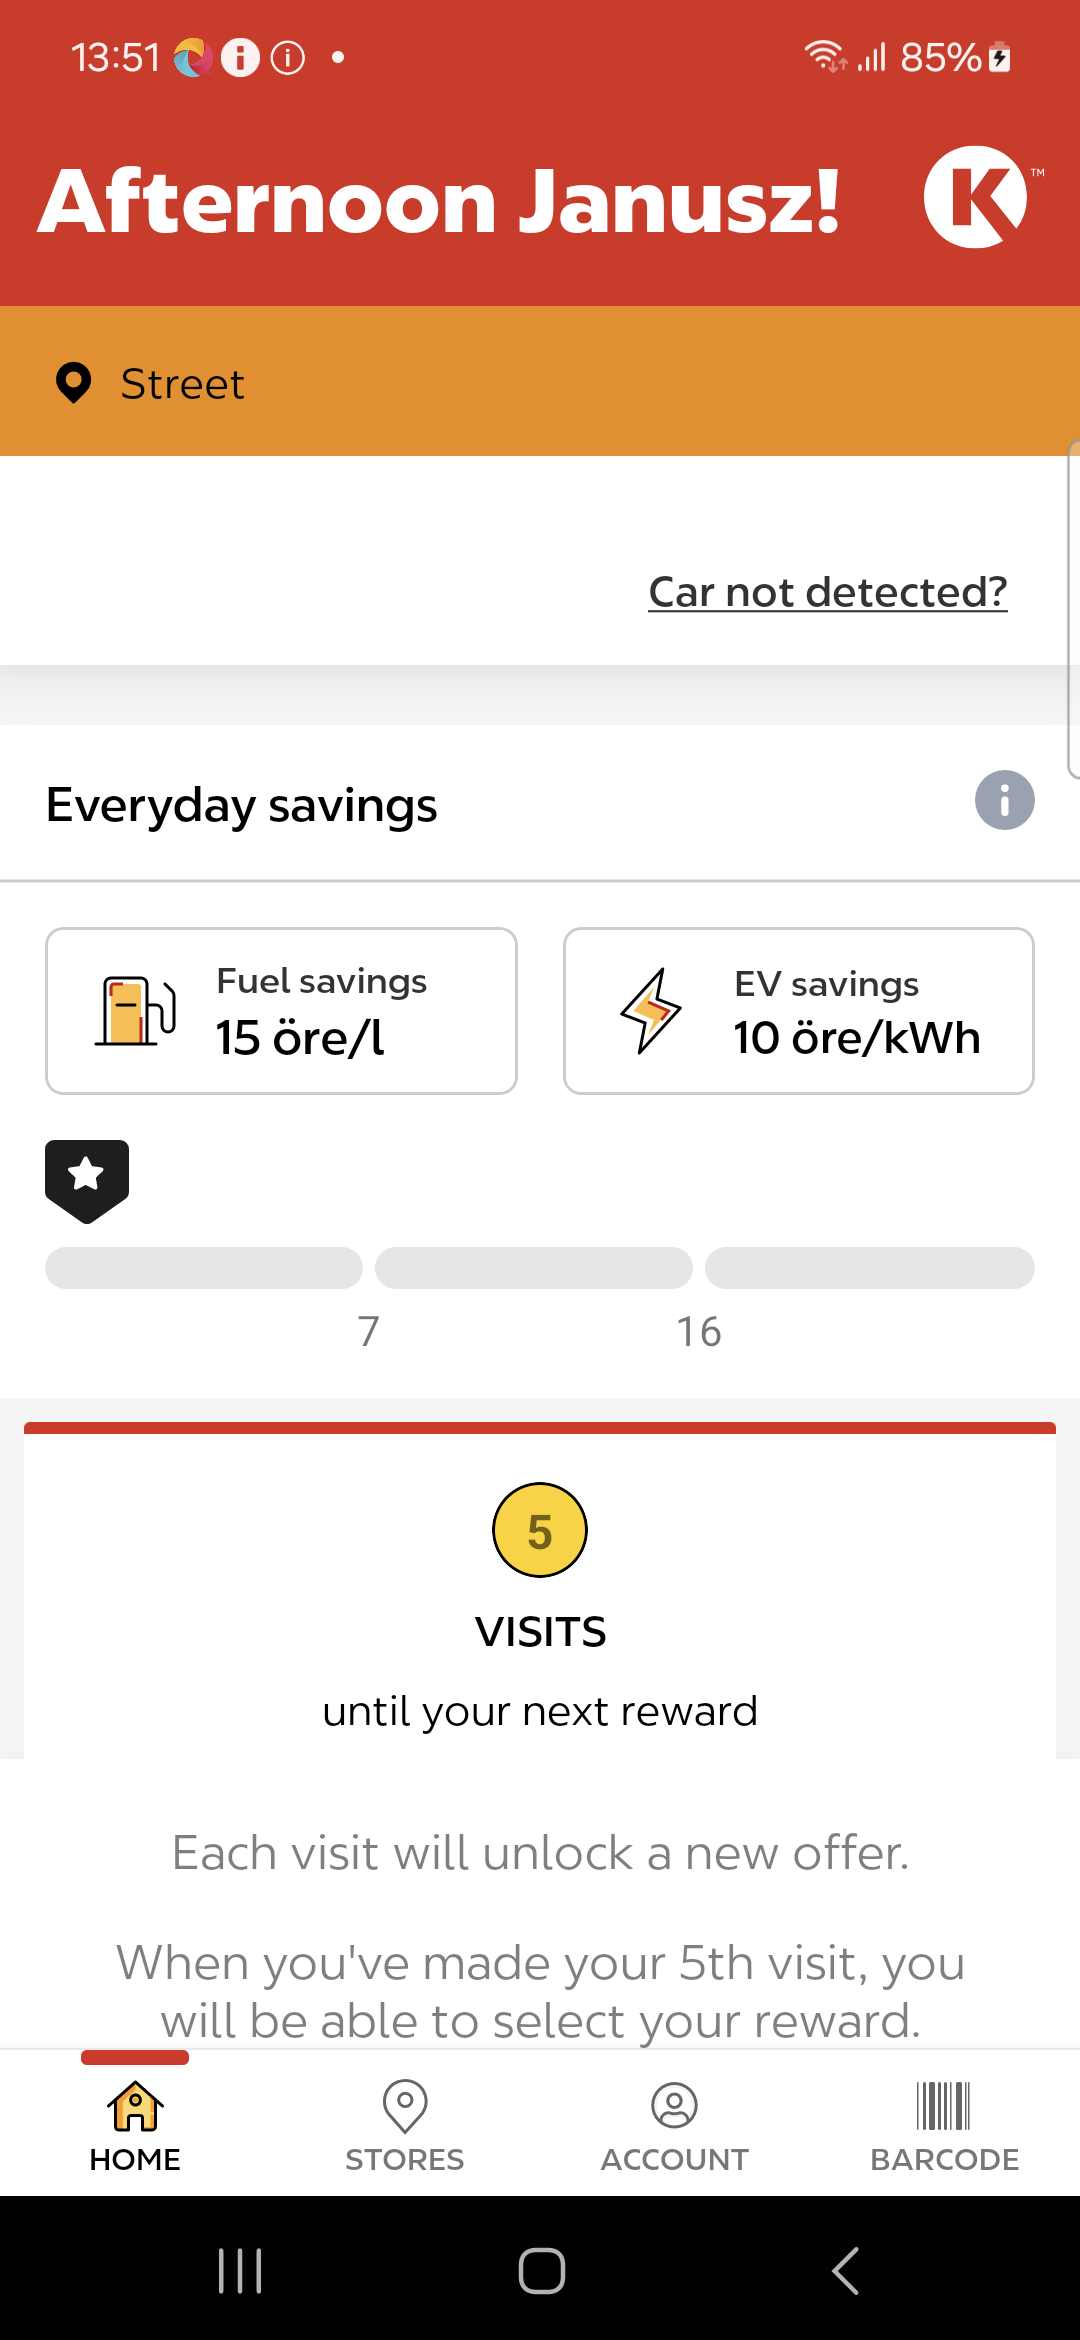 13:51
85%
Afternoon Janusz!
K™
Street
Car not detected?
Everyday savings
Fuel savings
15 öre/l
EV savings
10 öre/kWh
7
16
5
VISITS
until your next reward
Each visit will unlock a new offer.
When you've made your 5th visit, you
will be able to select your reward.
HOME
STORES
ACCOUNT
BARCODE